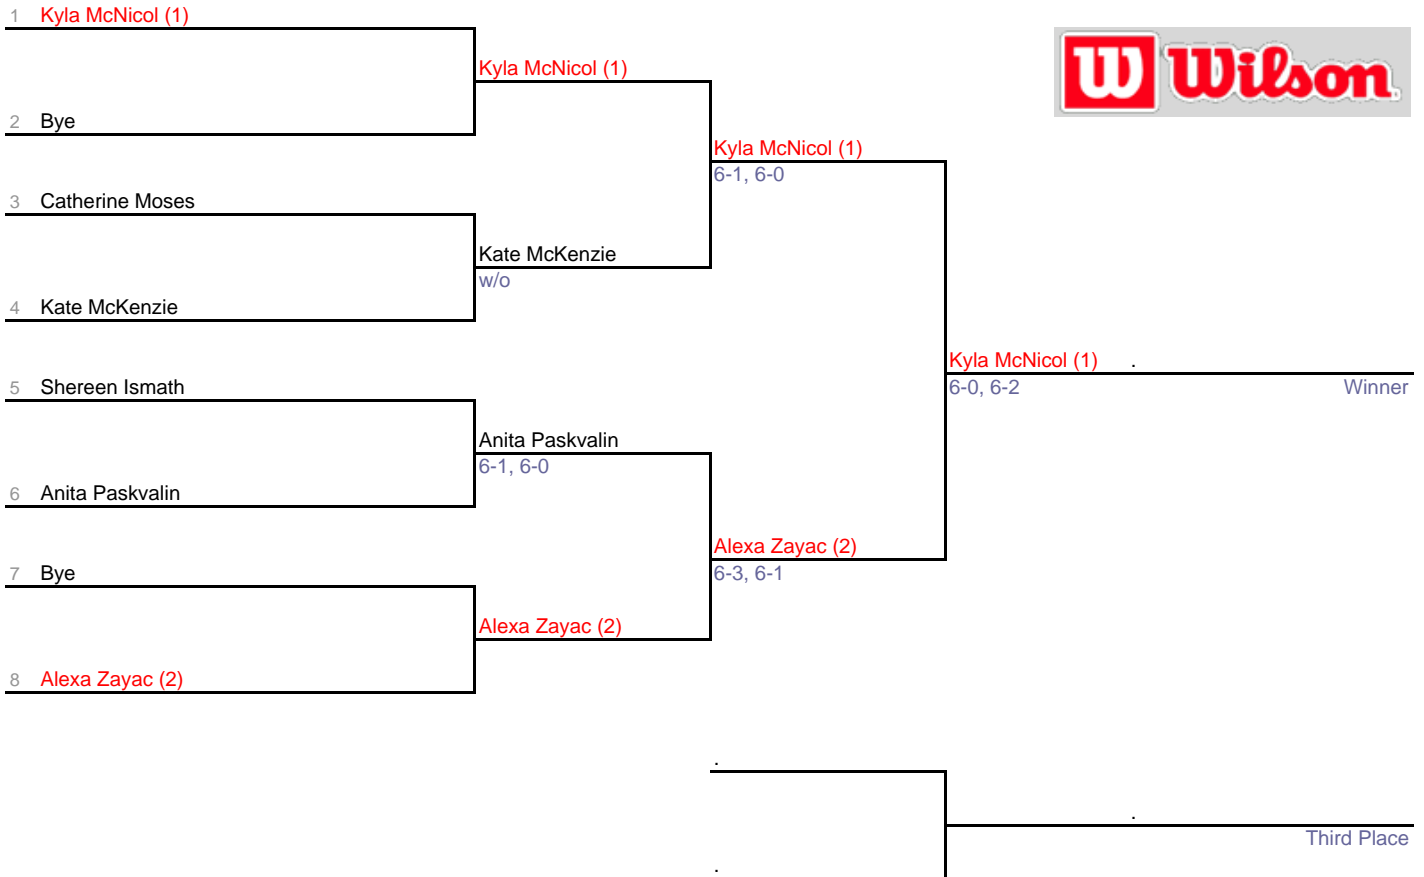 1 Kyla McNicol (1)
Kyla McNicol (1)
W Wilson
2 Bye
Kyla McNicol (1)
6-1, 6-0
3 Catherine Moses
Kate McKenzie
w/o
4 Kate McKenzie
Kyla McNicol (1) .
6-0, 6-2 Winner
5 Shereen Ismath
Anita Paskvalin
6-1, 6-0
6 Anita Paskvalin
Alexa Zayac (2)
6-3, 6-1
7 Bye
Alexa Zayac (2)
8 Alexa Zayac (2)
.
.
Third Place
.